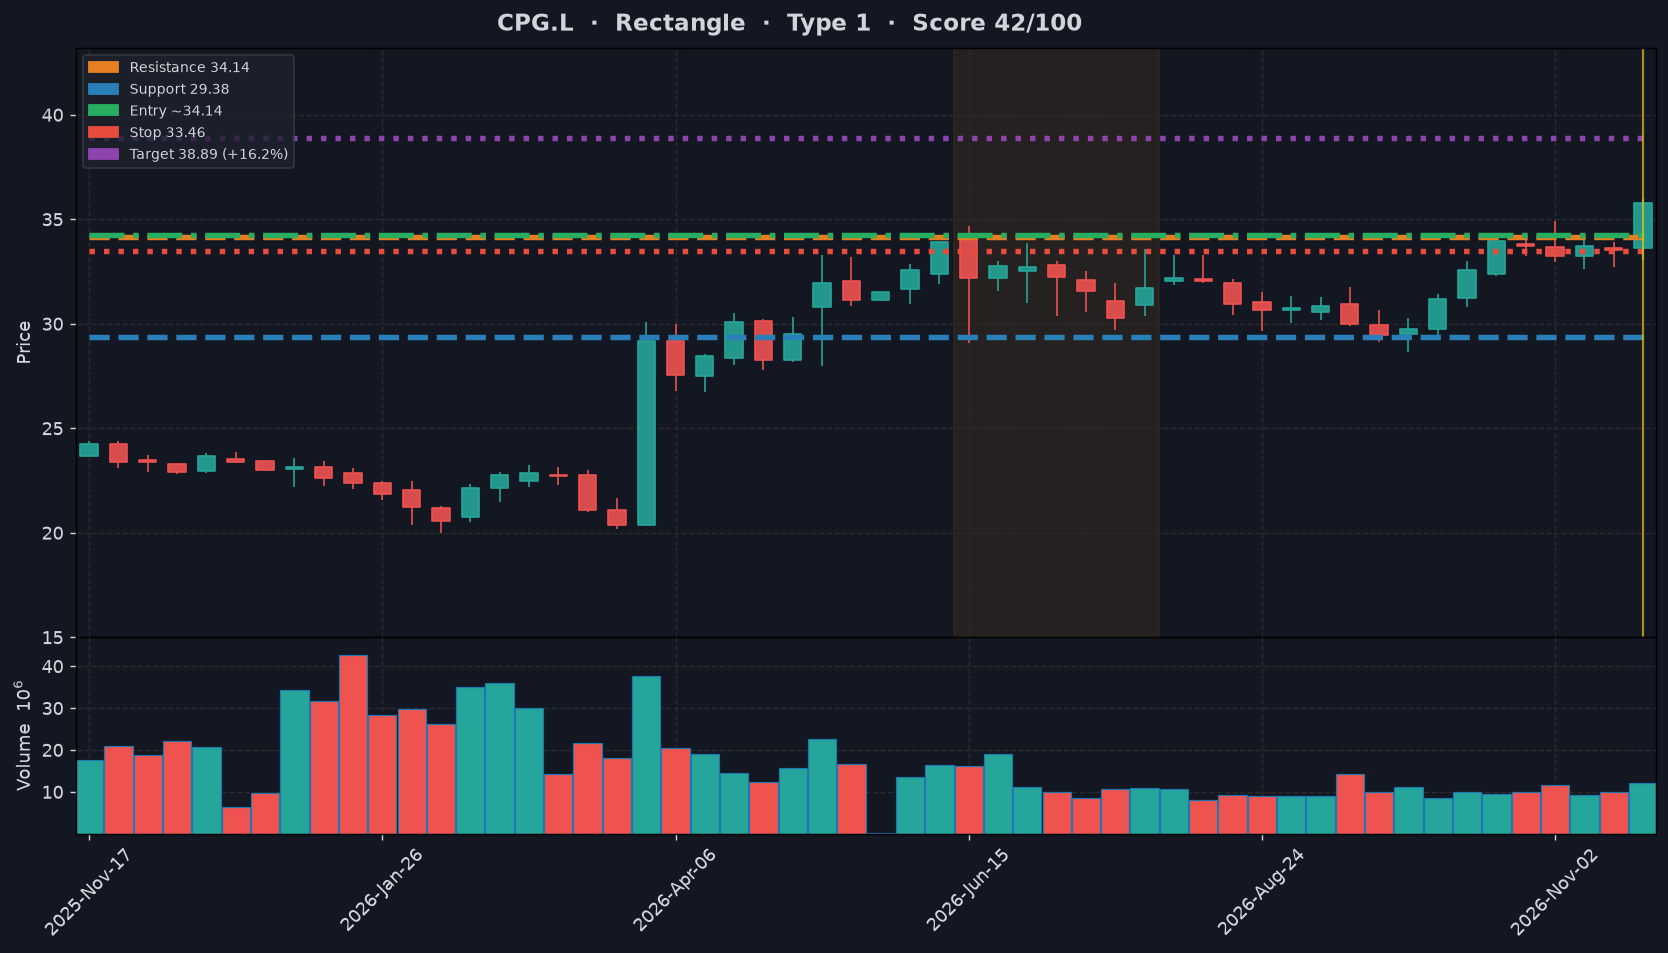 CPG.L · Rectangle · Type 1 · Score 42/100
Resistance 34.14
Support 29.38
Entry ~34.14
Stop 33.46
Target 38.89 (+16.2%)
Price
40
35
30
25
20
15
Volume 10⁶
40
30
20
10
2025-Nov-17
2026-Jan-26
2026-Apr-06
2026-Jun-15
2026-Aug-24
2026-Nov-02